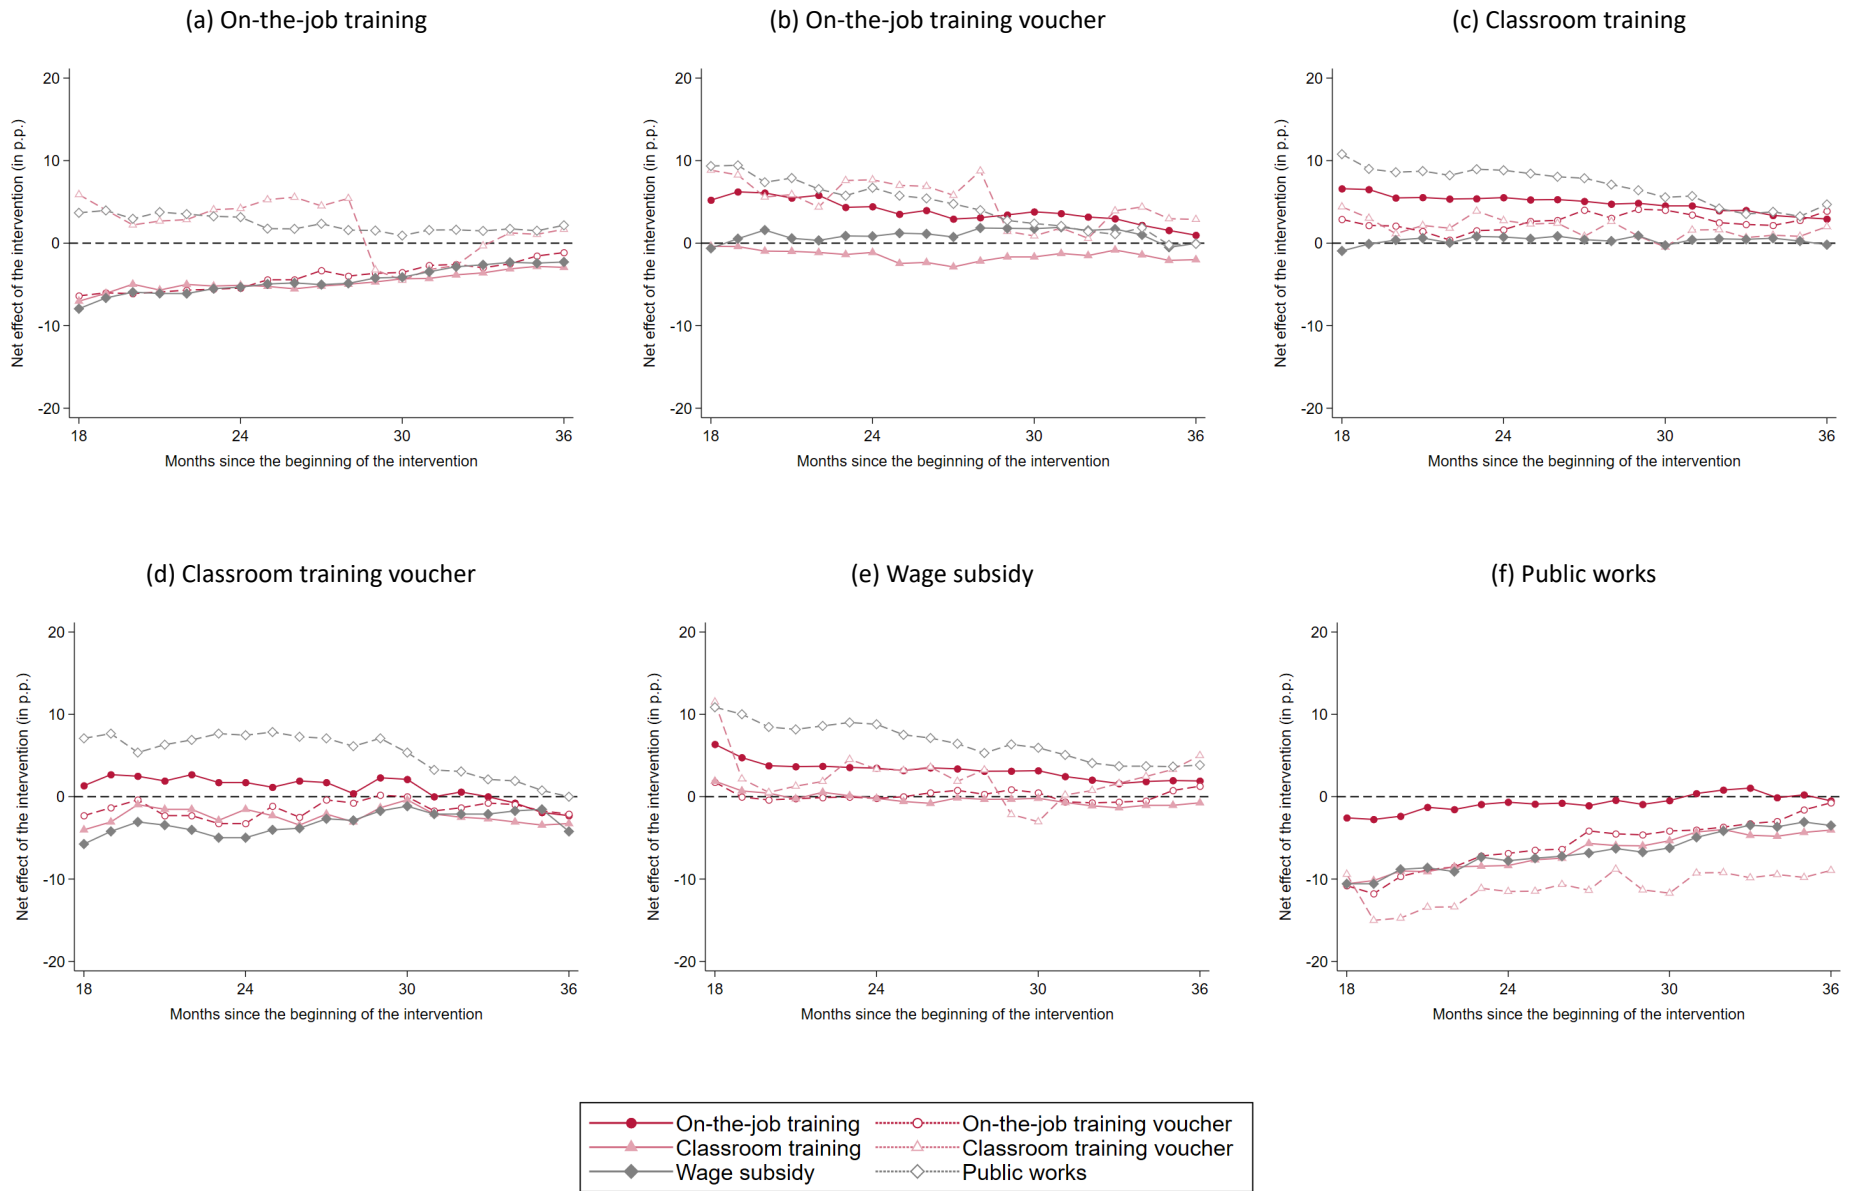 (a) On-the-job training
(b) On-the-job training voucher
(c) Classroom training
Net effect of the intervention (in p.p.)
20
10
0
-10
-20
18
24
30
36
Months since the beginning of the intervention
Net effect of the intervention (in p.p.)
20
10
0
-10
-20
18
24
30
36
Months since the beginning of the intervention
Net effect of the intervention (in p.p.)
20
10
0
-10
-20
18
24
30
36
Months since the beginning of the intervention
(d) Classroom training voucher
(e) Wage subsidy
(f) Public works
Net effect of the intervention (in p.p.)
20
10
0
-10
-20
18
24
30
36
Months since the beginning of the intervention
Net effect of the intervention (in p.p.)
20
10
0
-10
-20
18
24
30
36
Months since the beginning of the intervention
Net effect of the intervention (in p.p.)
20
10
0
-10
-20
18
24
30
36
Months since the beginning of the intervention
On-the-job training
On-the-job training voucher
Classroom training
Classroom training voucher
Wage subsidy
Public works